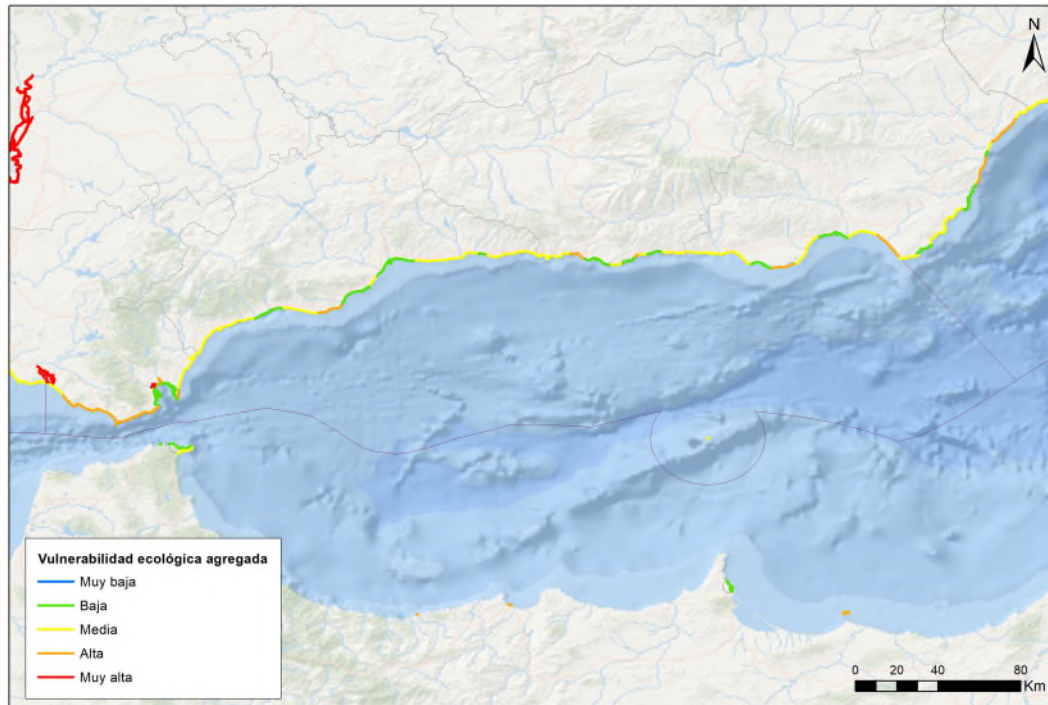 N
Vulnerabilidad ecológica agregada
Muy baja
Baja
Media
Alta
Muy alta
0 20 40 80
Km